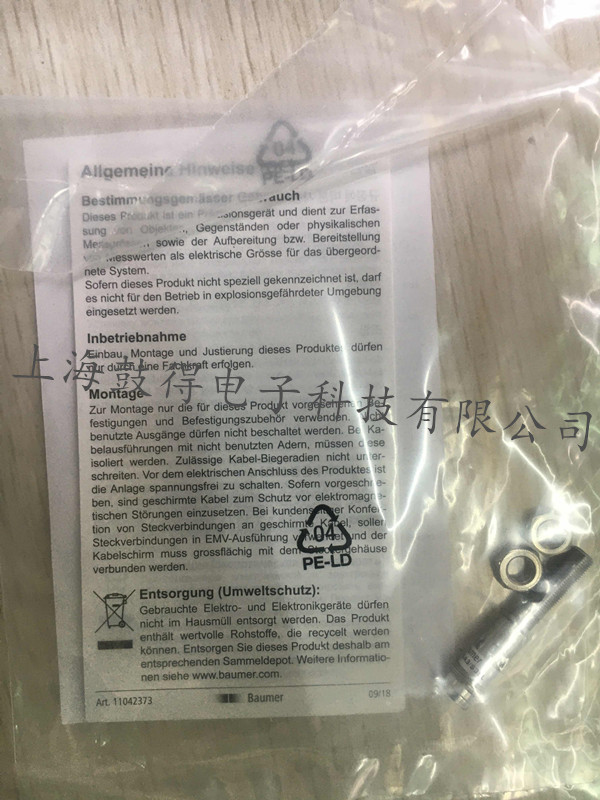 Allgemeine Hinweise
04
PE-LD
Bestimmungsgemässer Gebrauch
Dieses Produkt ist ein Präzisionsgerät und dient zur Erfas-
sung von Objekten, Gegenständen oder physikalischen
sowie der Aufbereitung bzw. Bereitstellung
von Messwerten als elektrische Grösse für das übergeord-
nete System.
Sofern dieses Produkt nicht speziell gekennzeichnet ist, darf
es nicht für den Betrieb in explosionsgefährdeter Umgebung
eingesetzt werden.
Inbetriebnahme
Einbau, Montage und Justierung dieses Produktes dürfen
nur durch eine Fachkraft erfolgen.
上海鼓得电子科技有限公司
Montage
Zur Montage nur die für dieses Produkt vorgesehenen Be-
festigungen und Befestigungszubehör verwenden. Nicht
benutzte Ausgänge dürfen nicht beschaltet werden. Bei Ka-
belausführungen mit nicht benutzten Adern, müssen diese
isoliert werden. Zulässige Kabel-Biegeradien nicht unter-
schreiten. Vor dem elektrischen Anschluss des Produktes ist
die Anlage spannungsfrei zu schalten. Sofern vorgeschrie-
ben, sind geschirmte Kabel zum Schutz vor elektromagne-
tischen Störungen einzusetzen. Bei kundenseitiger Konfek-
tion von Steckverbindungen an geschirmte Kabel, sollen
Steckverbindungen in EMV-Ausführung verwendet und der
Kabelschirm muss grossflächig mit dem Steckergehäuse
verbunden werden.
04
PE-LD
Entsorgung (Umweltschutz):
Gebrauchte Elektro- und Elektronikgeräte dürfen
nicht im Hausmüll entsorgt werden. Das Produkt
enthält wertvolle Rohstoffe, die recycelt werden
können. Entsorgen Sie dieses Produkt deshalb am
entsprechenden Sammeldepot. Weitere Informatio-
nen siehe www.baumer.com.
Art. 11042373
Baumer
09/18